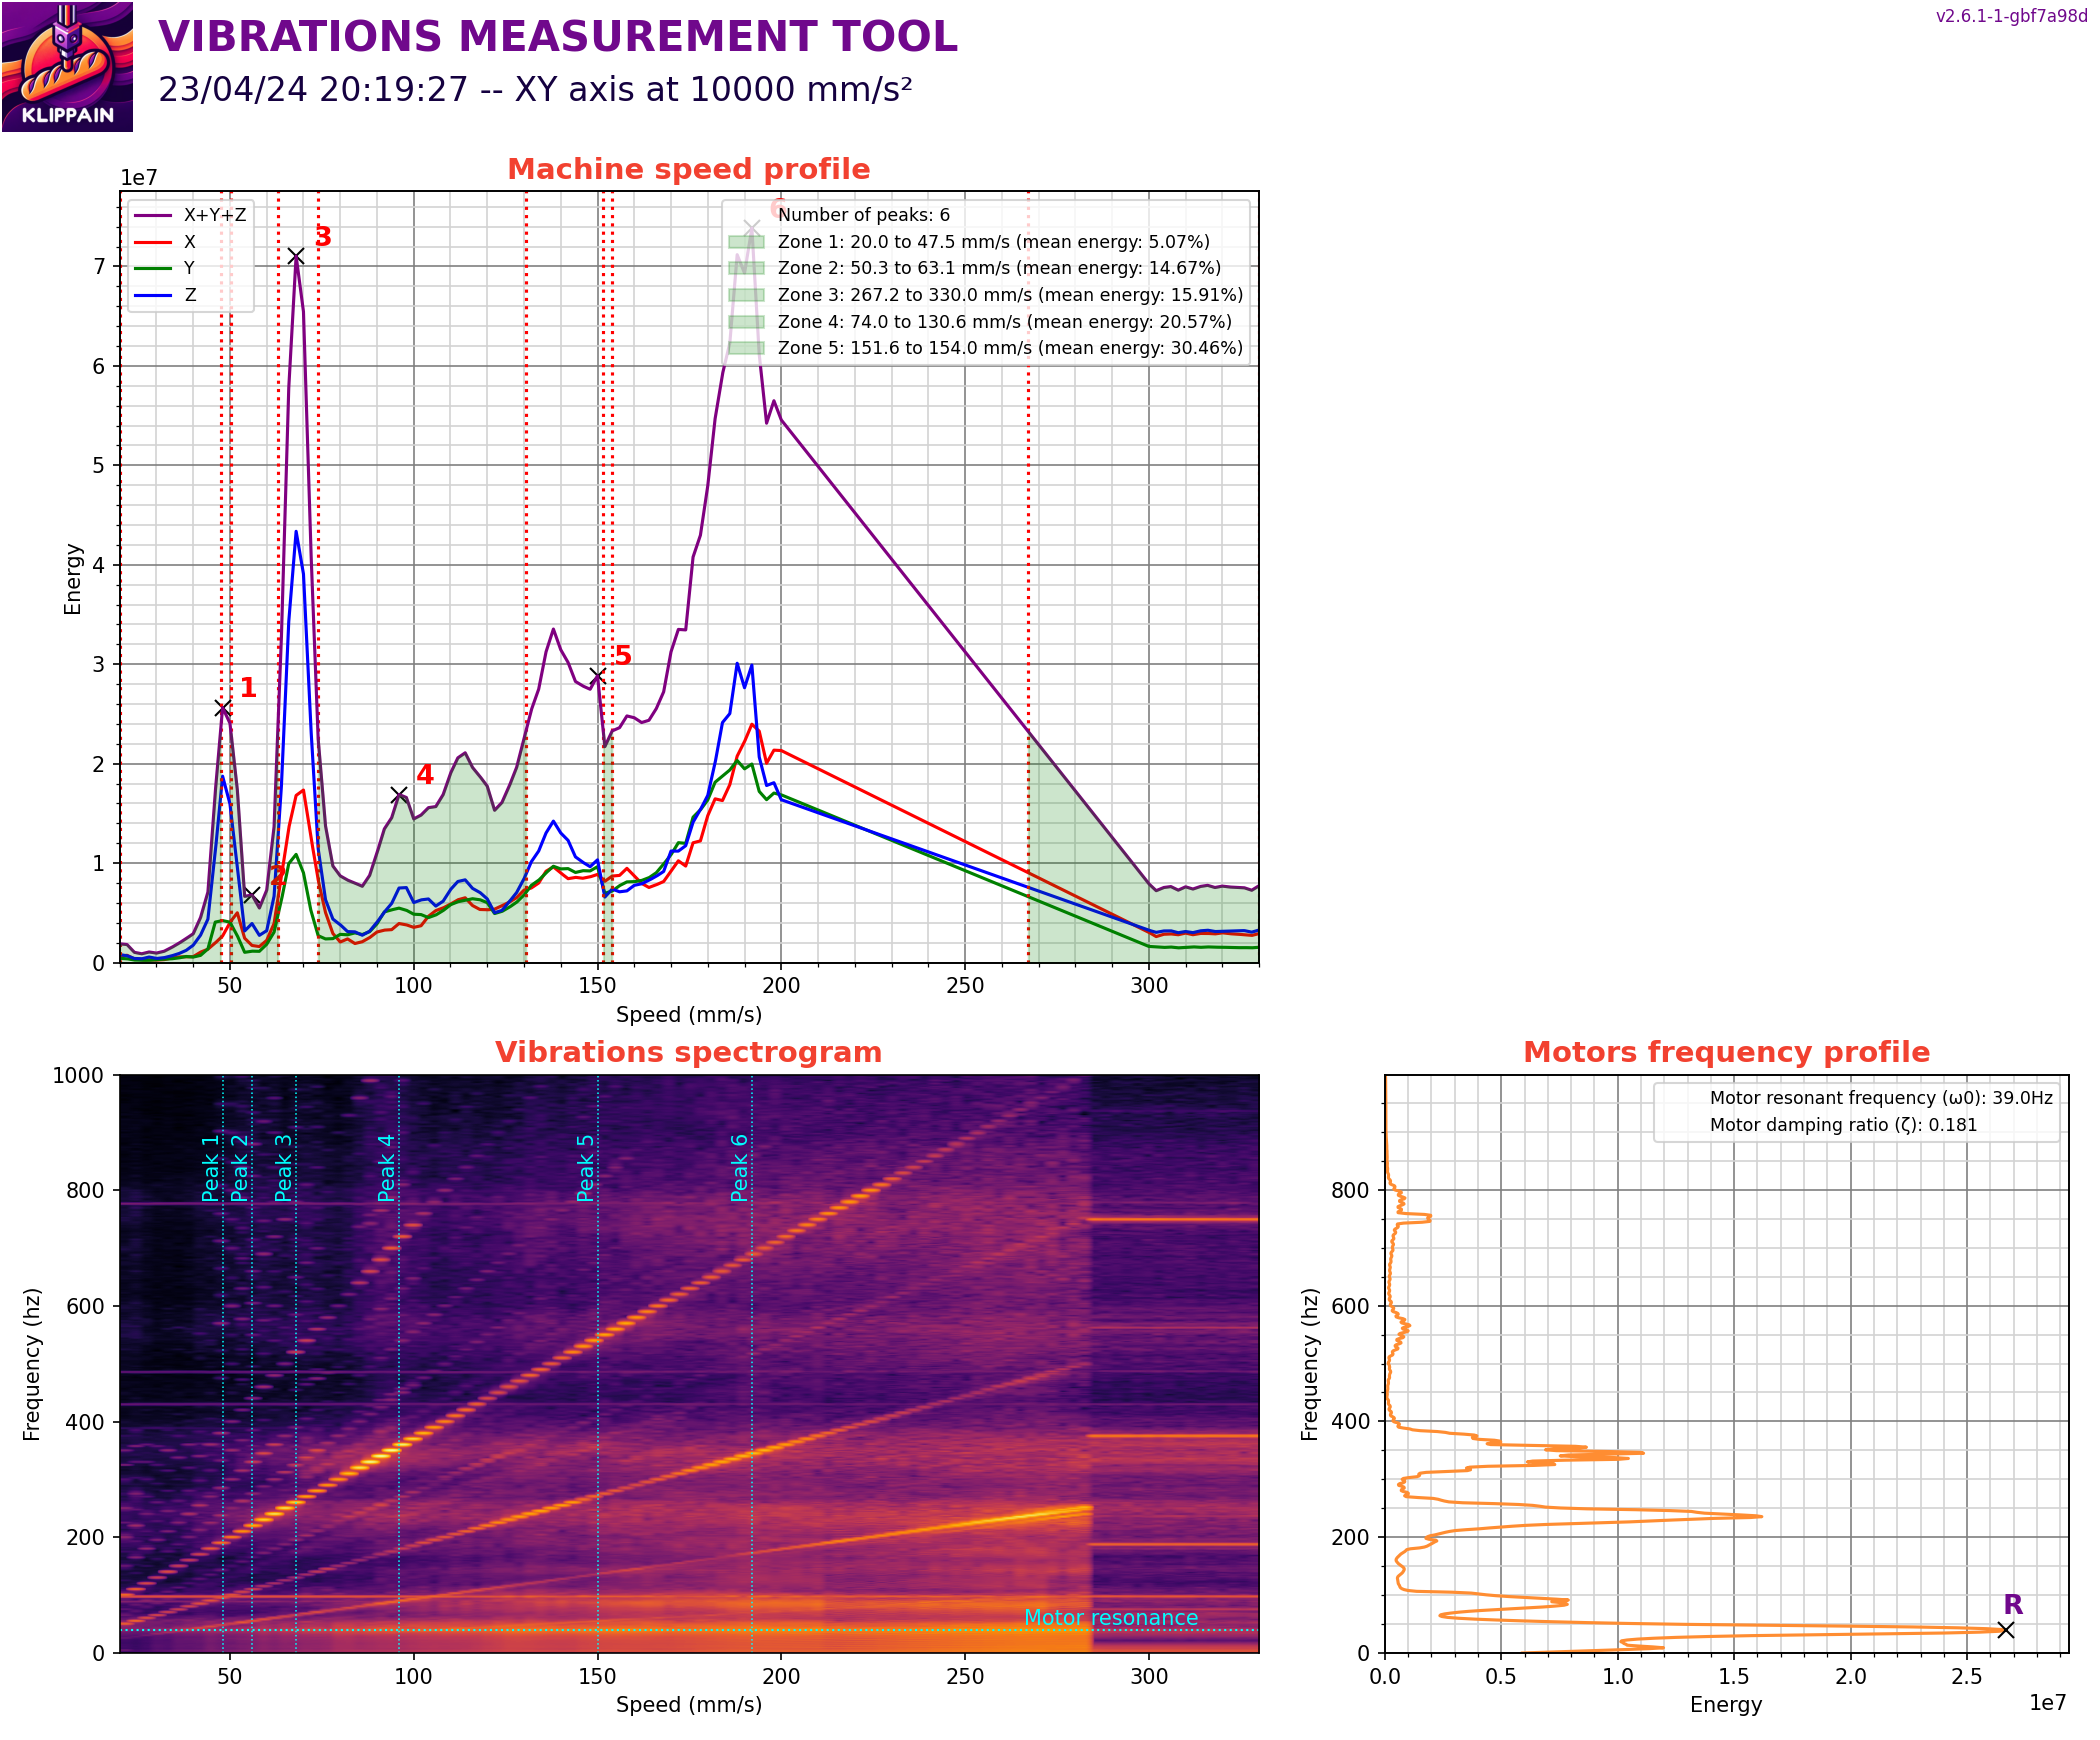 KLIPPAIN
VIBRATIONS MEASUREMENT TOOL
23/04/24 20:19:27 -- XY axis at 10000 mm/s²
v2.6.1-1-gbf7a98d
Machine speed profile
1e7
X+Y+Z
X
Y
Z
Number of peaks: 6
Zone 1: 20.0 to 47.5 mm/s (mean energy: 5.07%)
Zone 2: 50.3 to 63.1 mm/s (mean energy: 14.67%)
Zone 3: 267.2 to 330.0 mm/s (mean energy: 15.91%)
Zone 4: 74.0 to 130.6 mm/s (mean energy: 20.57%)
Zone 5: 151.6 to 154.0 mm/s (mean energy: 30.46%)
1
2
3
4
5
6
7
6
5
4
3
2
1
0
Energy
50 100 150 200 250 300
Speed (mm/s)
Vibrations spectrogram
1000
800
600
400
200
0
Frequency (hz)
Peak 1
Peak 2
Peak 3
Peak 4
Peak 5
Peak 6
Motor resonance
50 100 150 200 250 300
Speed (mm/s)
Motors frequency profile
Motor resonant frequency (ω0): 39.0Hz
Motor damping ratio (ζ): 0.181
800
600
400
200
0
Frequency (hz)
R
0.0 0.5 1.0 1.5 2.0 2.5
Energy
1e7